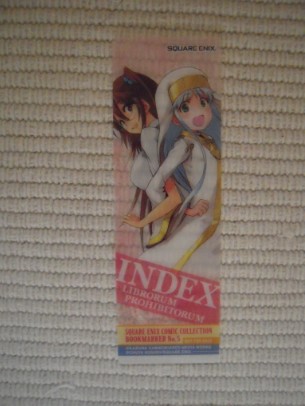 SQUARE ENIX
INDEX
LIBRORUM
PROHIBITORUM
SQUARE ENIX COMIC COLLECTION
BOOKMARKER No.5